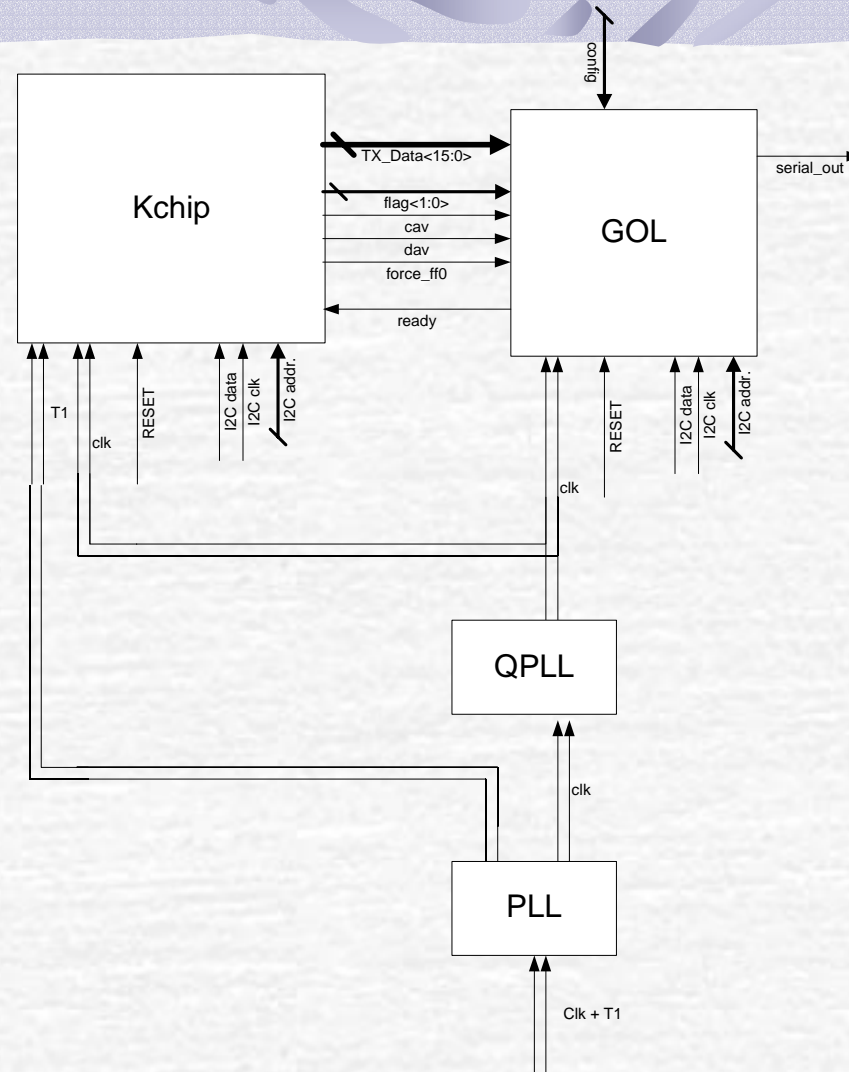 config
TX_Data<15:0>
serial_out
Kchip
flag<1:0>
GOL
cav
dav
force_ff0
ready
T1
clk
RESET
I2C data
I2C clk
I2C addr.
clk
RESET
I2C data
I2C clk
I2C addr.
QPLL
clk
PLL
Clk + T1